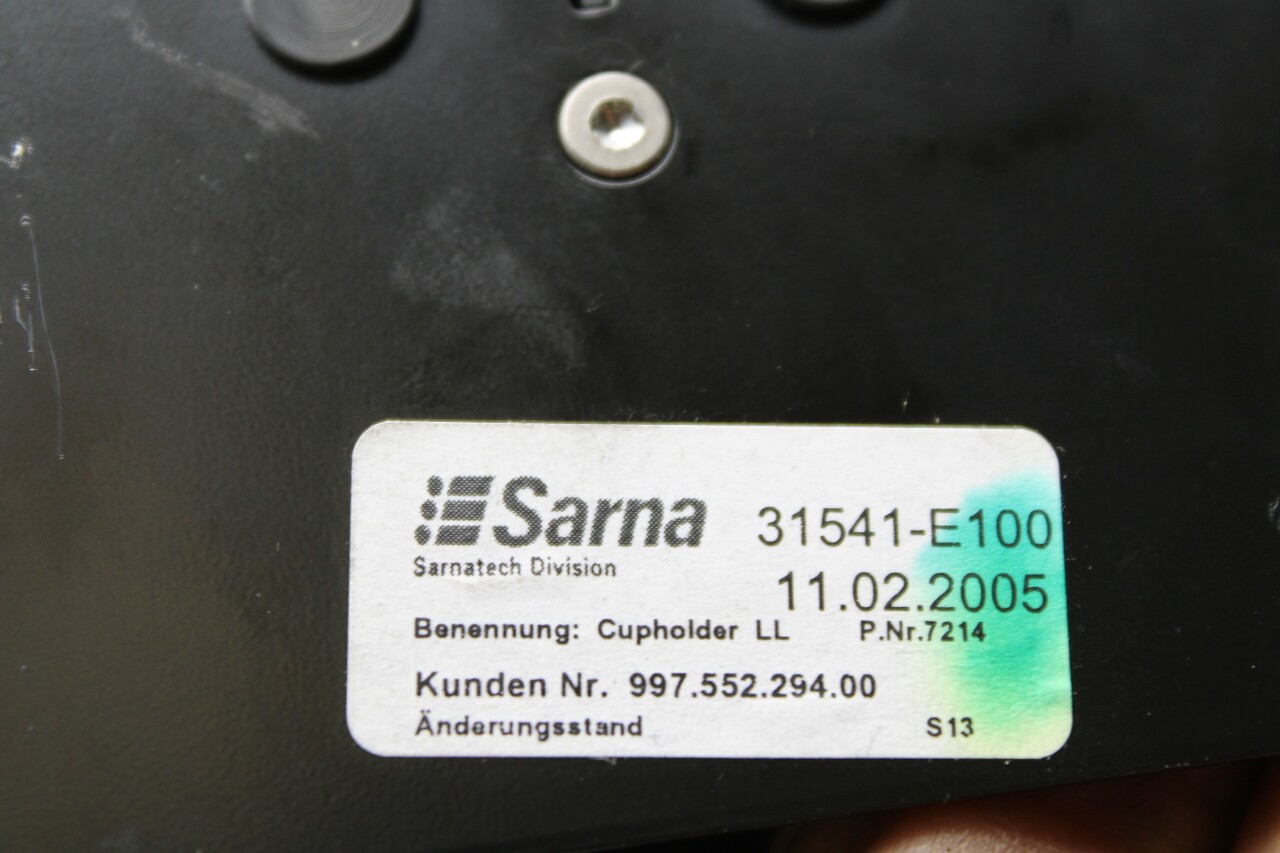 Sarna 31541-E100
Sarnatech Division
11.02.2005
Benennung: Cupholder LL P.Nr.7214
Kunden Nr. 997.552.294.00
Änderungsstand S13